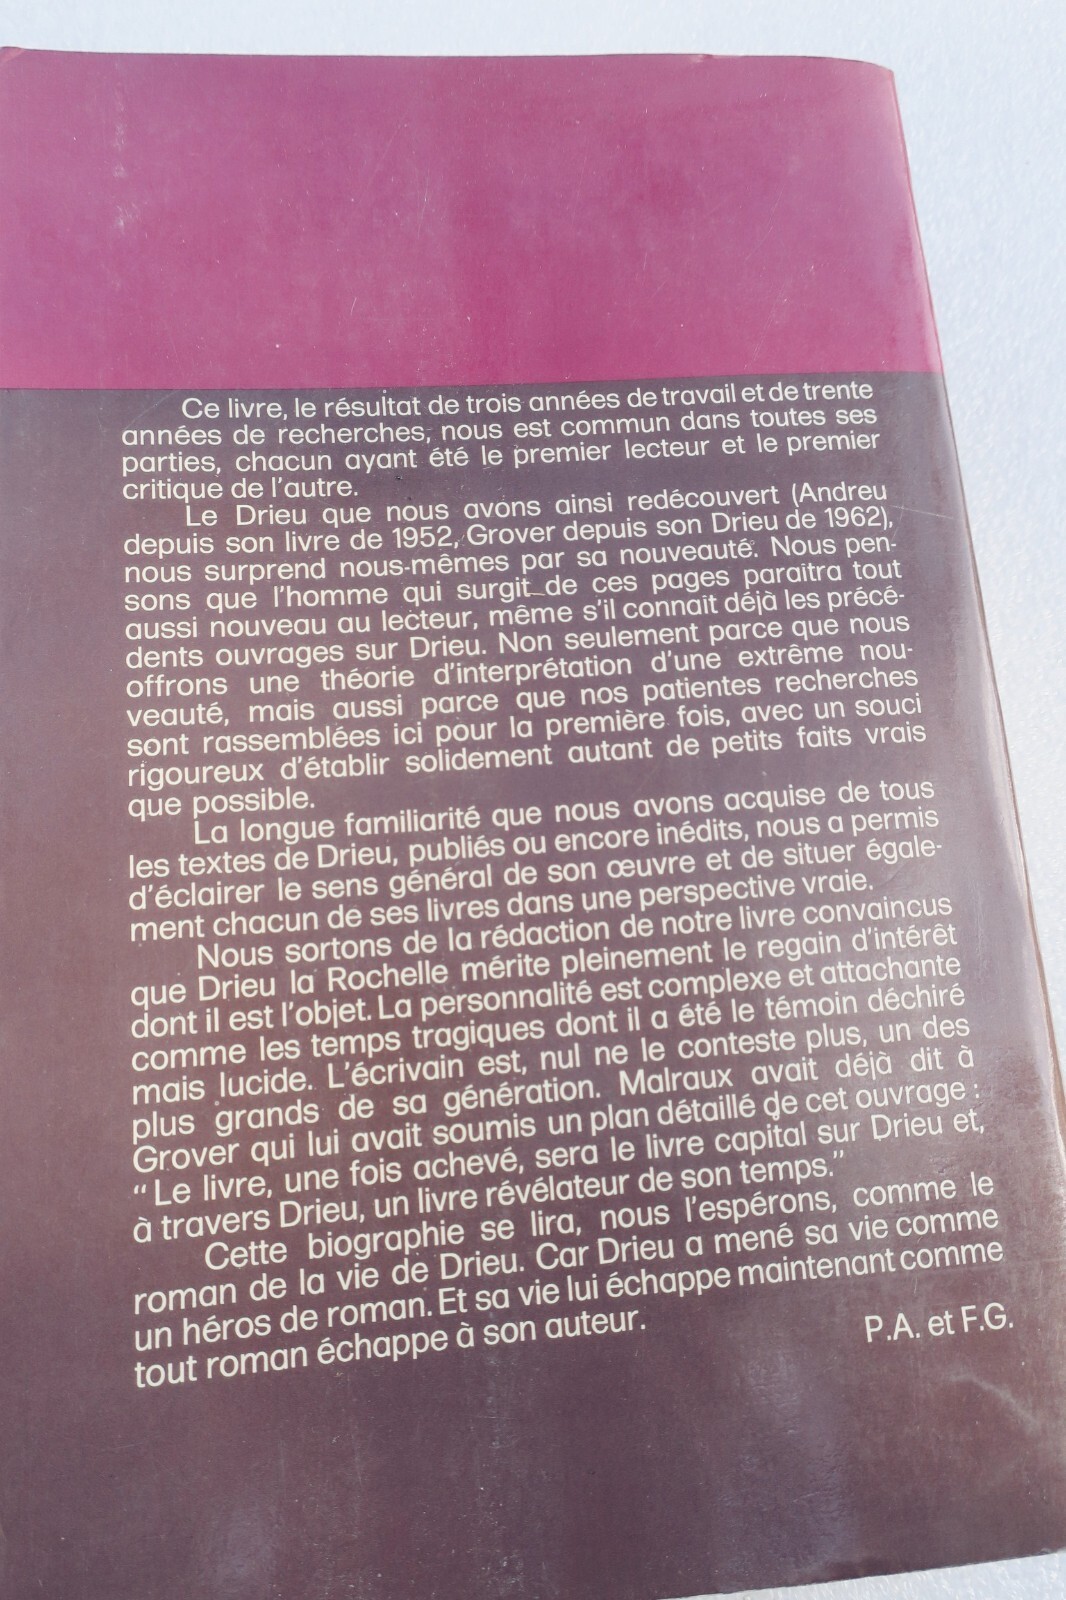 Ce livre, le résultat de trois années de travail et de trente
années de recherches, nous est commun dans toutes ses
parties, chacun ayant été le premier lecteur et le premier
critique de l'autre.
Le Drieu que nous avons ainsi redécouvert (Andreu
depuis son livre de 1952, Grover depuis son Drieu de 1962),
nous surprend nous-mêmes par sa nouveauté. Nous pen-
sons que l'homme qui surgit de ces pages paraîtra tout
aussi nouveau au lecteur, même s'il connaît déjà les précé-
dents ouvrages sur Drieu. Non seulement parce que nous
offrons une théorie d'interprétation d'une extrême nou-
veauté, mais aussi parce que nos patientes recherches
sont rassemblées ici pour la première fois, avec un souci
rigoureux d'établir solidement autant de petits faits vrais
que possible.
La longue familiarité que nous avons acquise de tous
les textes de Drieu, publiés ou encore inédits, nous a permis
d'éclairer le sens général de son œuvre et de situer égale-
ment chacun de ses livres dans une perspective vraie.
Nous sortons de la rédaction de notre livre convaincus
que Drieu la Rochelle mérite pleinement le regain d'intérêt
dont il est l'objet. La personnalité est complexe et attachante
comme les temps tragiques dont il a été le témoin déchiré
mais lucide. L'écrivain est, nul ne le conteste plus, un des
plus grands de sa génération. Malraux avait déjà dit à
Grover qui lui avait soumis un plan détaillé de cet ouvrage :
"Le livre, une fois achevé, sera le livre capital sur Drieu et,
à travers Drieu, un livre révélateur de son temps."
Cette biographie se lira, nous l'espérons, comme le
roman de la vie de Drieu. Car Drieu a mené sa vie comme
un héros de roman. Et sa vie lui échappe maintenant comme
tout roman échappe à son auteur.
P.A. et F.G.